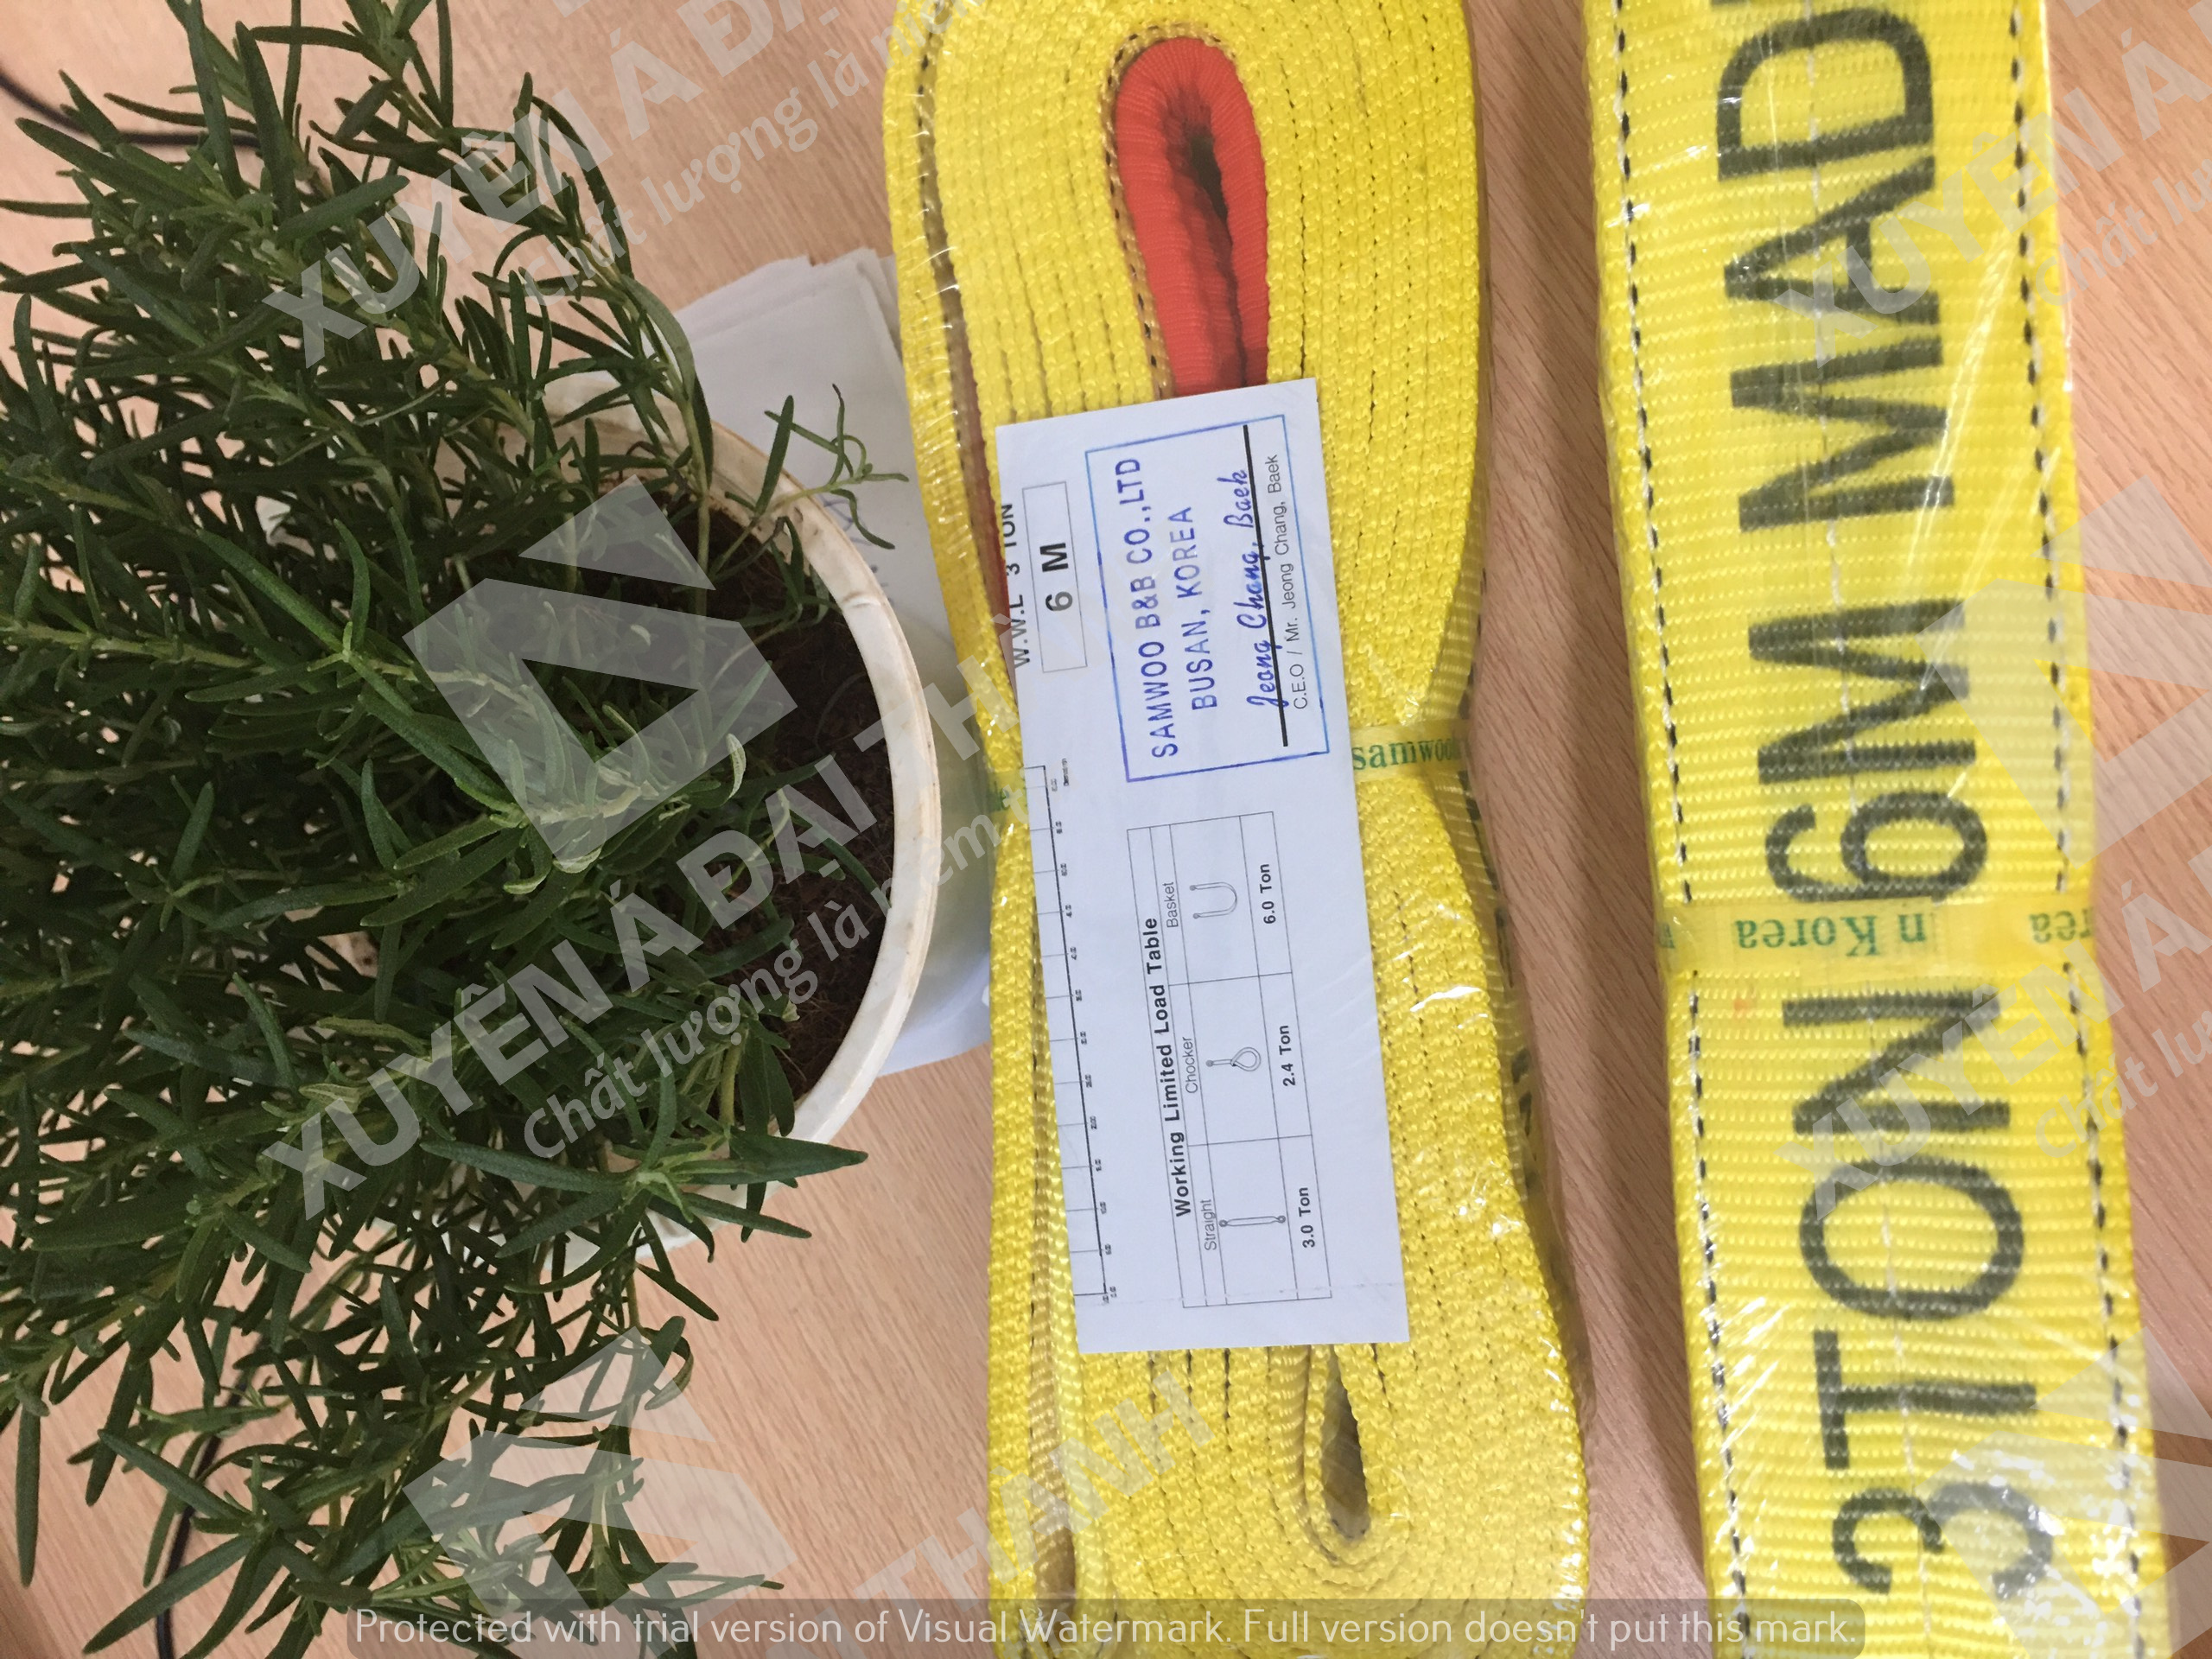 W.W.L 3 TON
6 M
SAMWOO B&B CO.,LTD
BUSAN, KOREA
Jeong Chang, Baek
C.E.O / Mr. Jeong Chang, Baek
Working Limited Load Table
Straight Chocker Basket
3.0 Ton 2.4 Ton 6.0 Ton
samwoo
3TON 6M MAD
n Korea
rea
XUYÊN Á ĐẠI THÀNH
chất lượng là niềm
Protected with trial version of Visual Watermark. Full version doesn't put this mark.